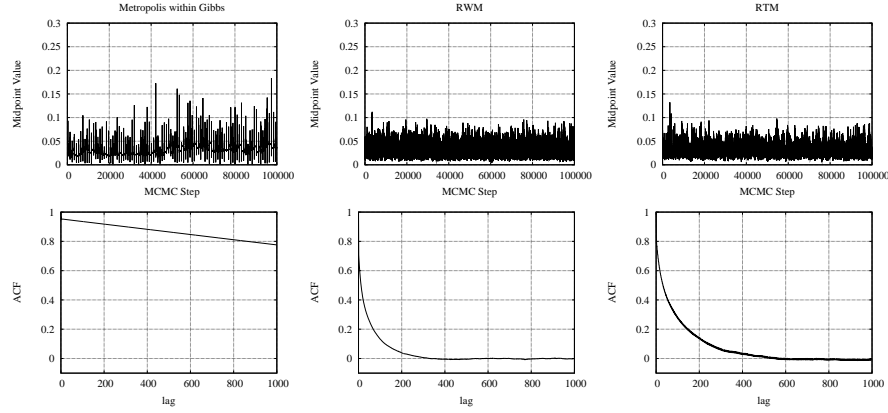 Metropolis within Gibbs
Midpoint Value
0.3
0.25
0.2
0.15
0.1
0.05
0
0 20000 40000 60000 80000 100000
MCMC Step
RWM
Midpoint Value
0.3
0.25
0.2
0.15
0.1
0.05
0
0 20000 40000 60000 80000 100000
MCMC Step
RTM
Midpoint Value
0.3
0.25
0.2
0.15
0.1
0.05
0
0 20000 40000 60000 80000 100000
MCMC Step
ACF
1
0.8
0.6
0.4
0.2
0
0 200 400 600 800 1000
lag
ACF
1
0.8
0.6
0.4
0.2
0
0 200 400 600 800 1000
lag
ACF
1
0.8
0.6
0.4
0.2
0
0 200 400 600 800 1000
lag